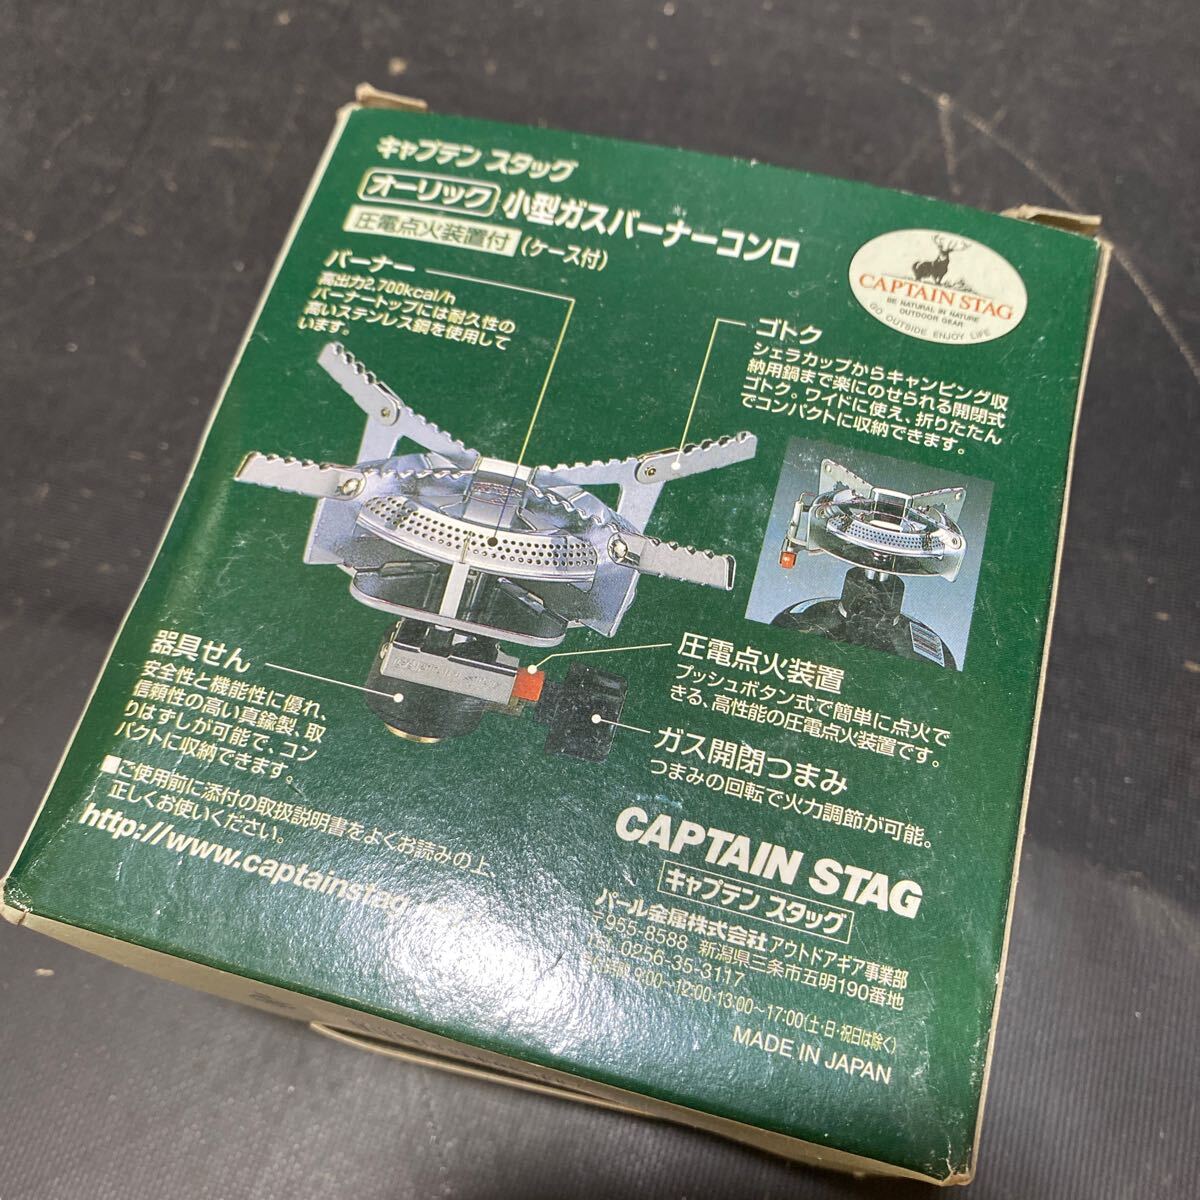 キャプテン スタッグ
オーリック 小型ガスバーナーコンロ
圧電点火装置付 (ケース付)
CAPTAIN STAG
BE NATURAL IN NATURE
OUTDOOR GEAR
GO OUTSIDE ENJOY LIFE
バーナー
高出力2,700kcal/h
バーナートップには耐久性の
高いステンレス鋼を使用して
います。
ゴトク
シェラカップからキャンピング収
納用鍋まで楽にのせられる開閉式
ゴトク。ワイドに使え、折りたたん
でコンパクトに収納できます。
器具せん
安全性と機能性に優れ、
信頼性の高い真鍮製、取
りはずしが可能で、コン
パクトに収納できます。
圧電点火装置
プッシュボタン式で簡単に点火で
きる、高性能の圧電点火装置です。
ガス開閉つまみ
つまみの回転で火力調節が可能。
■ご使用前に添付の取扱説明書をよくお読みの上、
正しくお使いください。
http://www.captainstag
CAPTAIN STAG
キャプテン スタッグ
パール金属株式会社 アウトドアギア事業部
〒955-8588 新潟県三条市五明190番地
TEL 0256-35-3117
9:00〜12:00・13:00〜17:00(土・日・祝日は除く)
MADE IN JAPAN